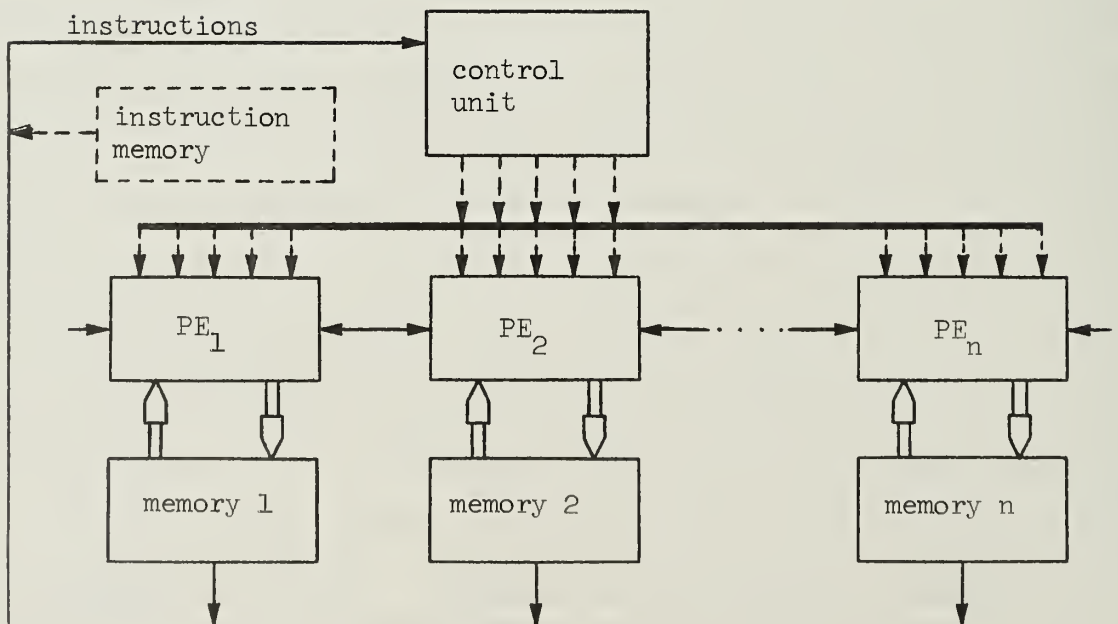 instructions
control
unit
instruction
memory
PE1
PE2
....
PEn
memory 1
memory 2
memory n